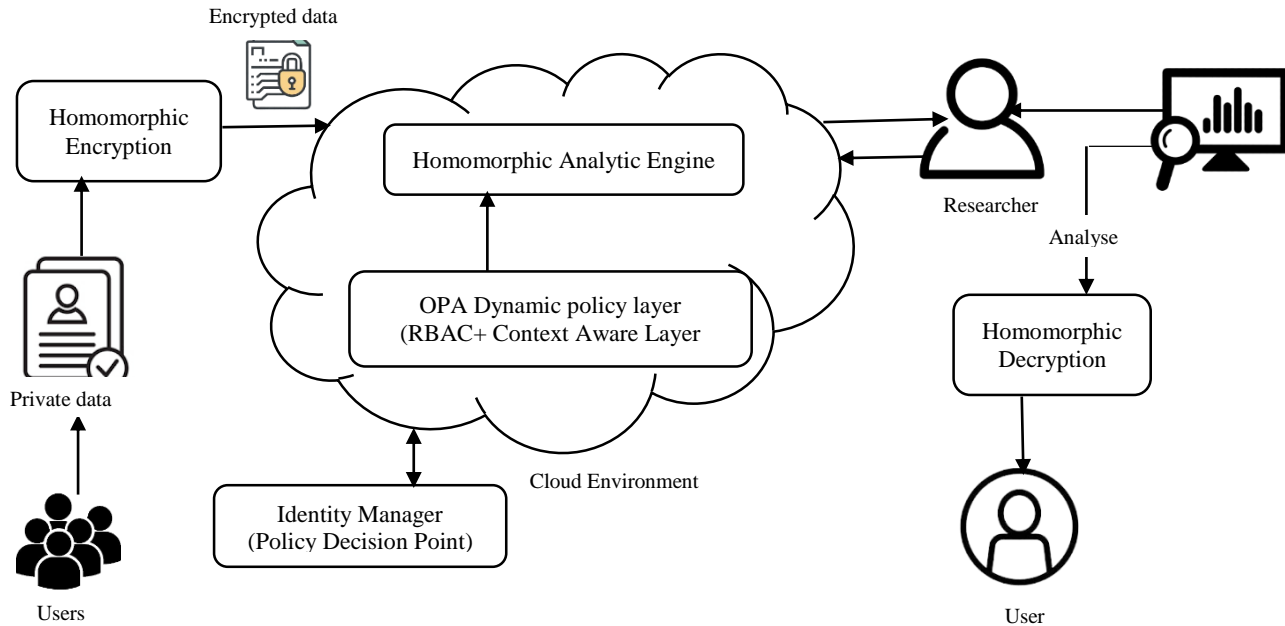 Encrypted data
Homomorphic
Encryption
Homomorphic Analytic Engine
Researcher
Analyse
OPA Dynamic policy layer
(RBAC+ Context Aware Layer
Homomorphic
Decryption
Private data
Cloud Environment
Identity Manager
(Policy Decision Point)
Users
User